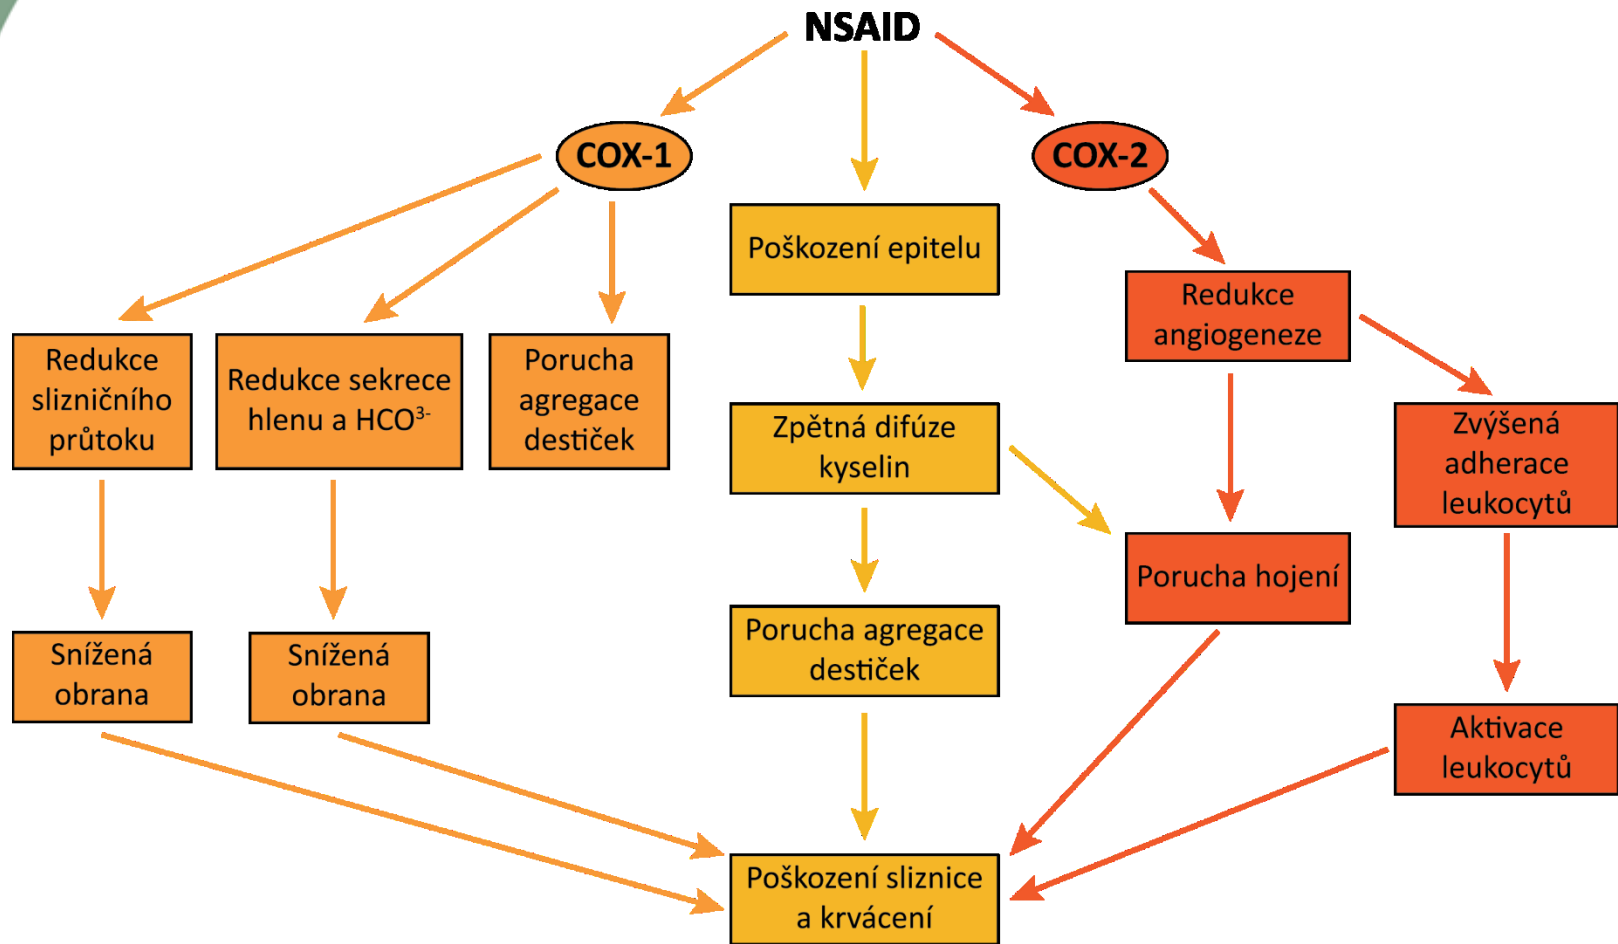 NSAID
COX-1
COX-2
Poškození epitelu
Redukce
angiogeneze
Redukce
slizničního
průtoku
Redukce sekrece
hlenu a HCO³⁻
Porucha
agregace
destiček
Zpětná difúze
kyselin
Zvýšená
adherace
leukocytů
Porucha hojení
Snížená
obrana
Snížená
obrana
Porucha agregace
destiček
Aktivace
leukocytů
Poškození sliznice
a krvácení